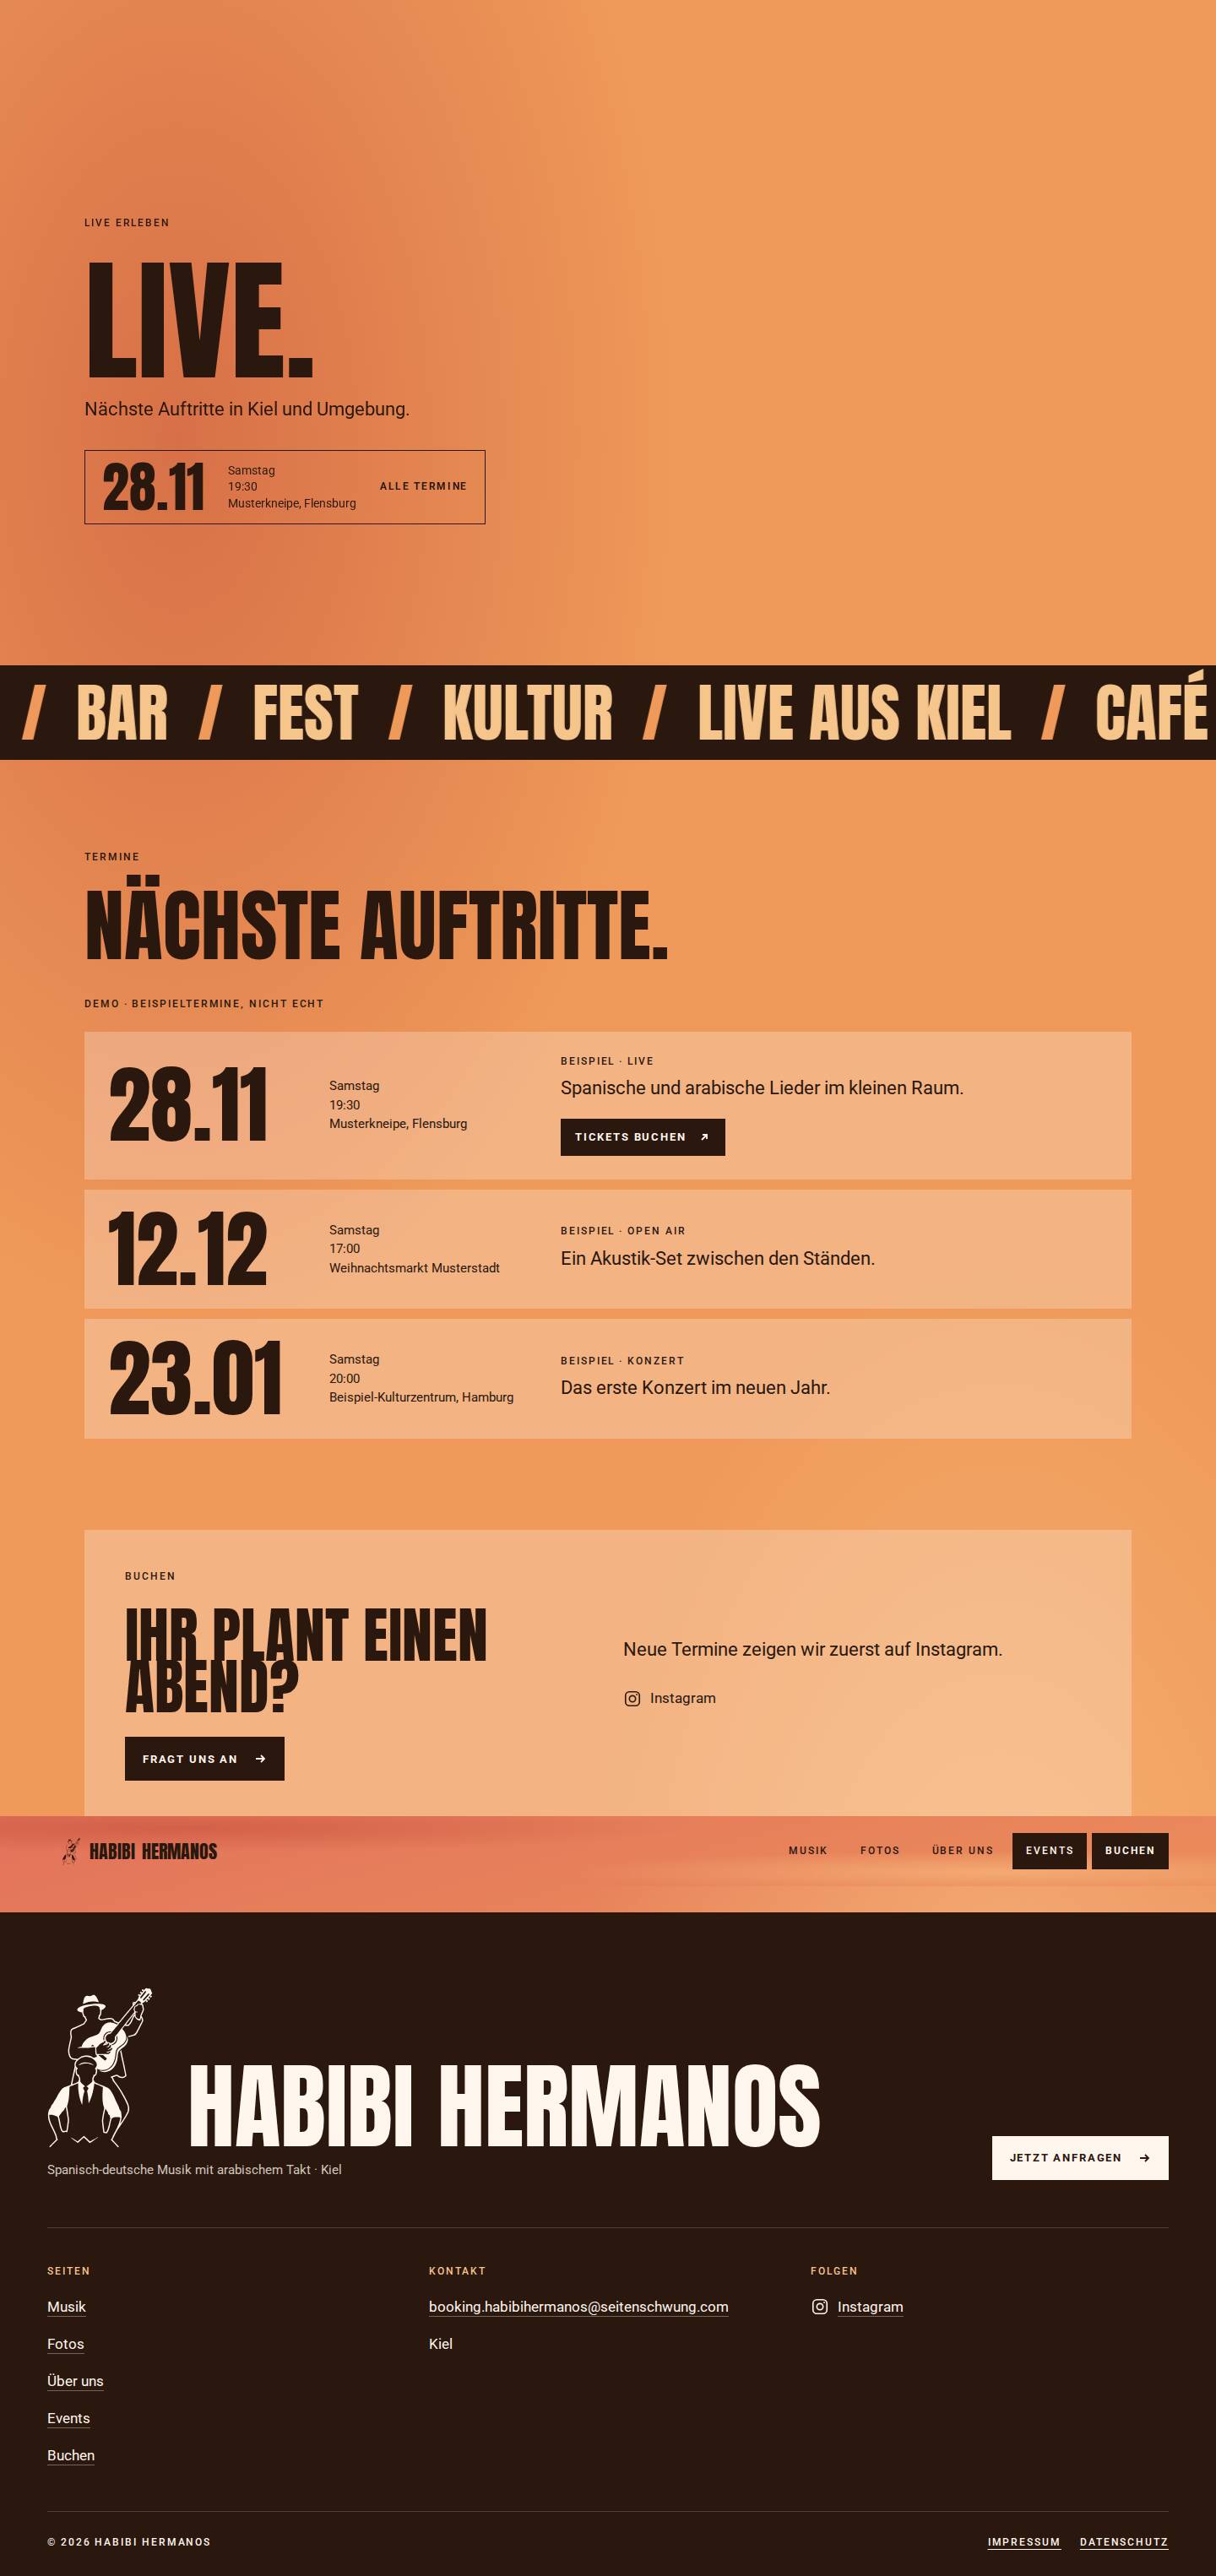 LIVE ERLEBEN
LIVE.
Nächste Auftritte in Kiel und Umgebung.
28.11
Samstag
19:30
Musterkneipe, Flensburg
ALLE TERMINE
/ BAR / FEST / KULTUR / LIVE AUS KIEL / CAFÉ
TERMINE
NÄCHSTE AUFTRITTE.
DEMO · BEISPIELTERMINE, NICHT ECHT
28.11
Samstag
19:30
Musterkneipe, Flensburg
BEISPIEL · LIVE
Spanische und arabische Lieder im kleinen Raum.
TICKETS BUCHEN
12.12
Samstag
17:00
Weihnachtsmarkt Musterstadt
BEISPIEL · OPEN AIR
Ein Akustik-Set zwischen den Ständen.
23.01
Samstag
20:00
Beispiel-Kulturzentrum, Hamburg
BEISPIEL · KONZERT
Das erste Konzert im neuen Jahr.
BUCHEN
IHR PLANT EINEN
ABEND?
FRAGT UNS AN
Neue Termine zeigen wir zuerst auf Instagram.
Instagram
HABIBI HERMANOS
MUSIK
FOTOS
ÜBER UNS
EVENTS
BUCHEN
HABIBI HERMANOS
Spanisch-deutsche Musik mit arabischem Takt · Kiel
JETZT ANFRAGEN
SEITEN
Musik
Fotos
Über uns
Events
Buchen
KONTAKT
booking.habibihermanos@seitenschwung.com
Kiel
FOLGEN
Instagram
© 2026 HABIBI HERMANOS
IMPRESSUM
DATENSCHUTZ